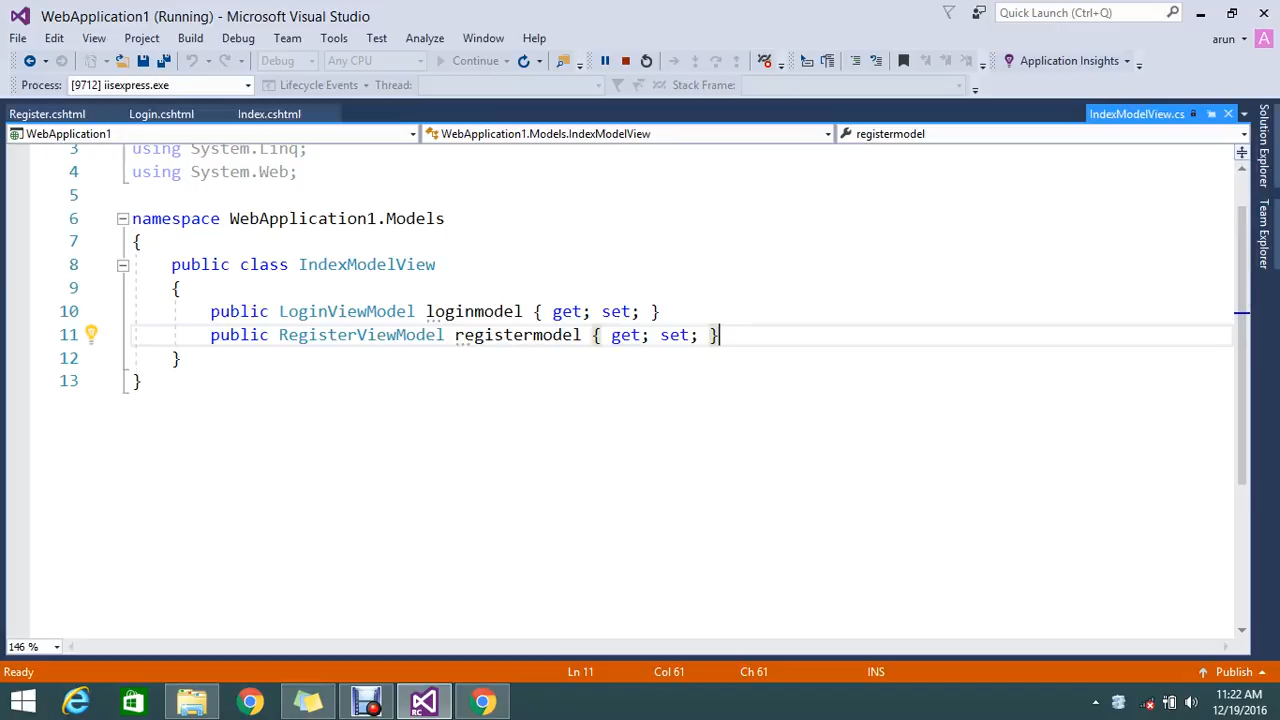 WebApplication1 (Running) - Microsoft Visual Studio
Quick Launch (Ctrl+Q)
File Edit View Project Build Debug Team Tools Test Analyze Window Help
arun A
Debug Any CPU Continue Application Insights
Process: [9712] iisexpress.exe Lifecycle Events Thread: Stack Frame:
Register.cshtml Login.cshtml Index.cshtml IndexModelView.cs
WebApplication1 WebApplication1.Models.IndexModelView registermodel
3 using System.Linq;
4 using System.Web;
5
6 namespace WebApplication1.Models
7 {
8 public class IndexModelView
9 {
10 public LoginViewModel loginmodel { get; set; }
11 public RegisterViewModel registermodel { get; set; }
12 }
13 }
Solution Explorer
Team Explorer
146 %
Ready Ln 11 Col 61 Ch 61 INS Publish
11:22 AM
12/19/2016